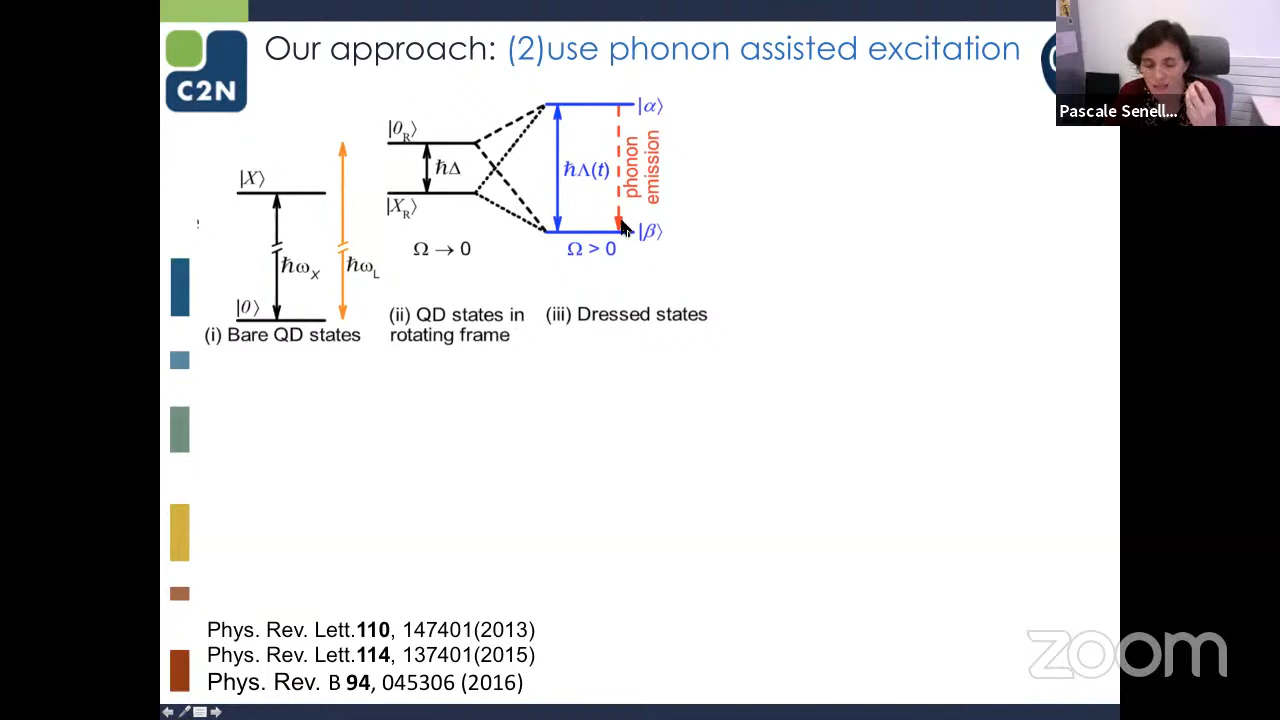 Our approach: (2)use phonon assisted excitation
C2N
Pascale Senell...
|X⟩
|0⟩
ħω_X
ħω_L
(i) Bare QD states
|0_R⟩
ħΔ
|X_R⟩
Ω → 0
(ii) QD states in
rotating frame
|α⟩
ħΛ(t)
phonon
emission
|β⟩
Ω > 0
(iii) Dressed states
Phys. Rev. Lett.110, 147401(2013)
Phys. Rev. Lett.114, 137401(2015)
Phys. Rev. B 94, 045306 (2016)
zoom